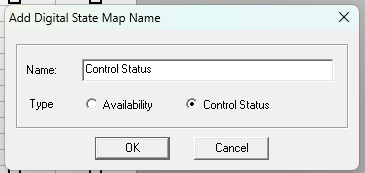 Add Digital State Map Name
Name: Control Status
Type Availability Control Status
OK Cancel